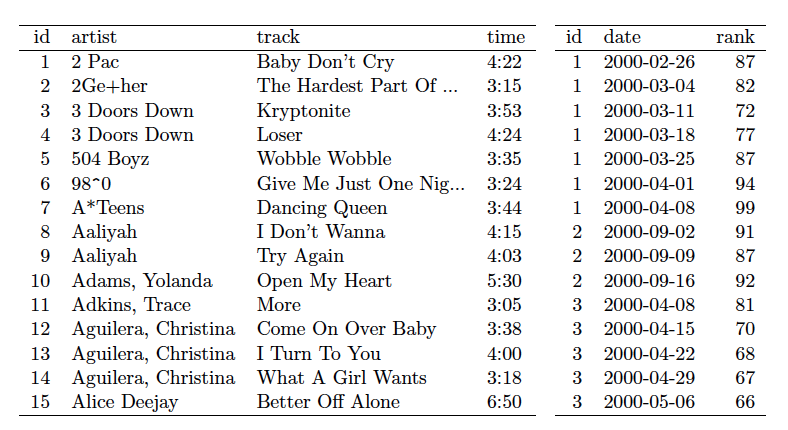 id artist track time id date rank
1 2 Pac Baby Don't Cry 4:22 1 2000-02-26 87
2 2Ge+her The Hardest Part Of ... 3:15 1 2000-03-04 82
3 3 Doors Down Kryptonite 3:53 1 2000-03-11 72
4 3 Doors Down Loser 4:24 1 2000-03-18 77
5 504 Boyz Wobble Wobble 3:35 1 2000-03-25 87
6 98^0 Give Me Just One Nig... 3:24 1 2000-04-01 94
7 A*Teens Dancing Queen 3:44 1 2000-04-08 99
8 Aaliyah I Don't Wanna 4:15 2 2000-09-02 91
9 Aaliyah Try Again 4:03 2 2000-09-09 87
10 Adams, Yolanda Open My Heart 5:30 2 2000-09-16 92
11 Adkins, Trace More 3:05 3 2000-04-08 81
12 Aguilera, Christina Come On Over Baby 3:38 3 2000-04-15 70
13 Aguilera, Christina I Turn To You 4:00 3 2000-04-22 68
14 Aguilera, Christina What A Girl Wants 3:18 3 2000-04-29 67
15 Alice Deejay Better Off Alone 6:50 3 2000-05-06 66